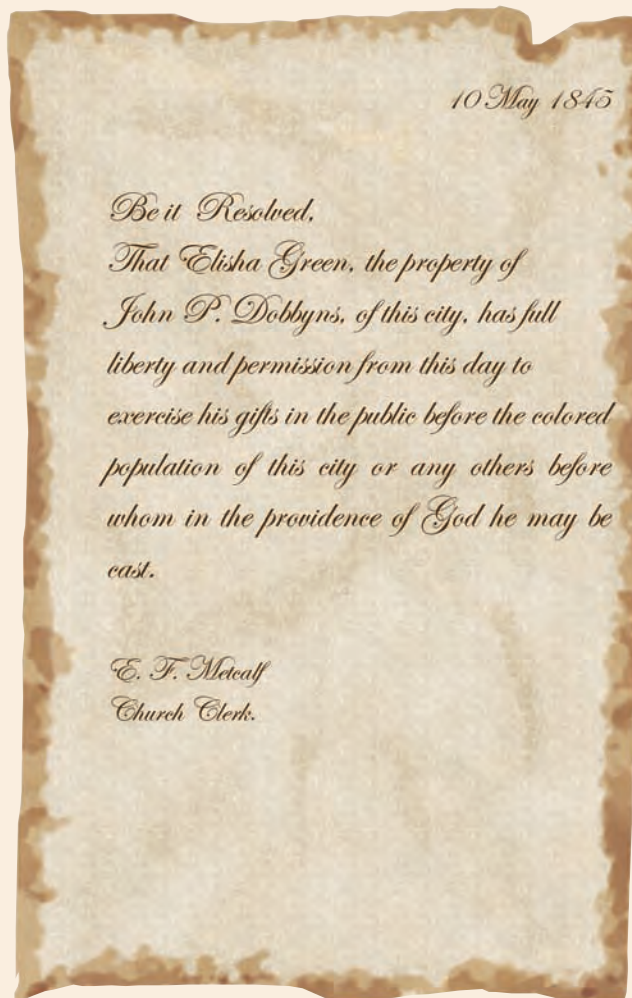 10 May 1845
Be it Resolved,
That Elisha Green, the property of
John P. Dobbyns, of this city, has full
liberty and permission from this day to
exercise his gifts in the public before the colored
population of this city or any others before
whom in the providence of God he may be
cast.
E. F. Metcalf
Church Clerk.